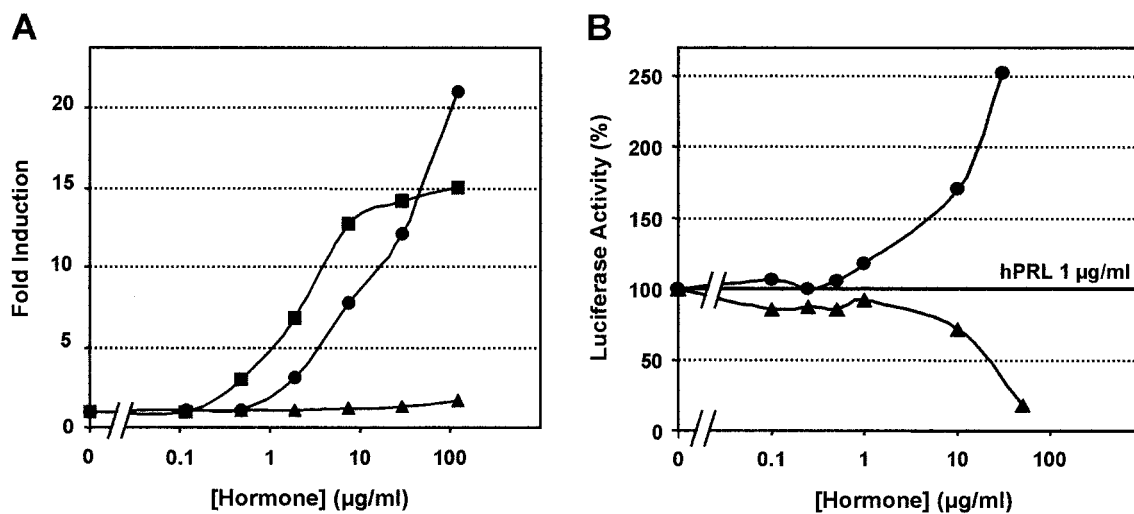 A
Fold Induction
20
15
10
5
0
0 0.1 1 10 100
[Hormone] (µg/ml)
B
Luciferase Activity (%)
250
200
150
100
50
0
hPRL 1 µg/ml
0 0.1 1 10 100
[Hormone] (µg/ml)